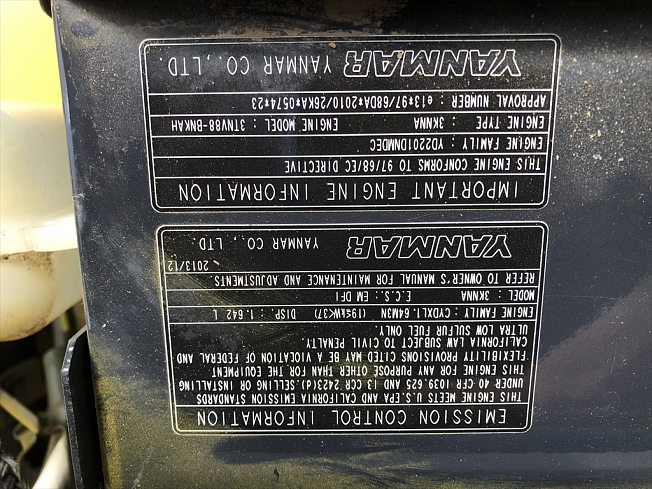 EMISSION CONTROL INFORMATION
THIS ENGINE MEETS U.S.EPA AND CALIFORNIA EMISSION STANDARDS
UNDER 40 CFR 1039.625 AND 13 CCR 2423(d). SELLING OR INSTALLING
THIS ENGINE FOR ANY PURPOSE OTHER THAN FOR THE EQUIPMENT
FLEXIBILITY PROVISIONS CITED MAY BE A VIOLATION OF FEDERAL AND
CALIFORNIA LAW SUBJECT TO CIVIL PENALTY.
ULTRA LOW SULFUR FUEL ONLY.
ENGINE FAMILY : CYDXL1.64M3N (19≤kW<37) DISP. : 1.642 L
MODEL : 3KNNA E.C.S. : EM DFI
REFER TO OWNER'S MANUAL FOR MAINTENANCE AND ADJUSTMENTS
2013/12
YANMAR YANMAR CO., LTD.
IMPORTANT ENGINE INFORMATION
THIS ENGINE CONFORMS TO 97/68/EC DIRECTIVE
ENGINE FAMILY : YD2201DNMDEC
ENGINE TYPE : 3KNNA ENGINE MODEL : 3TNV88-BNKAH
APPROVAL NUMBER : e13*97/68DA*2010/26KA*0574*23
YANMAR YANMAR CO., LTD.